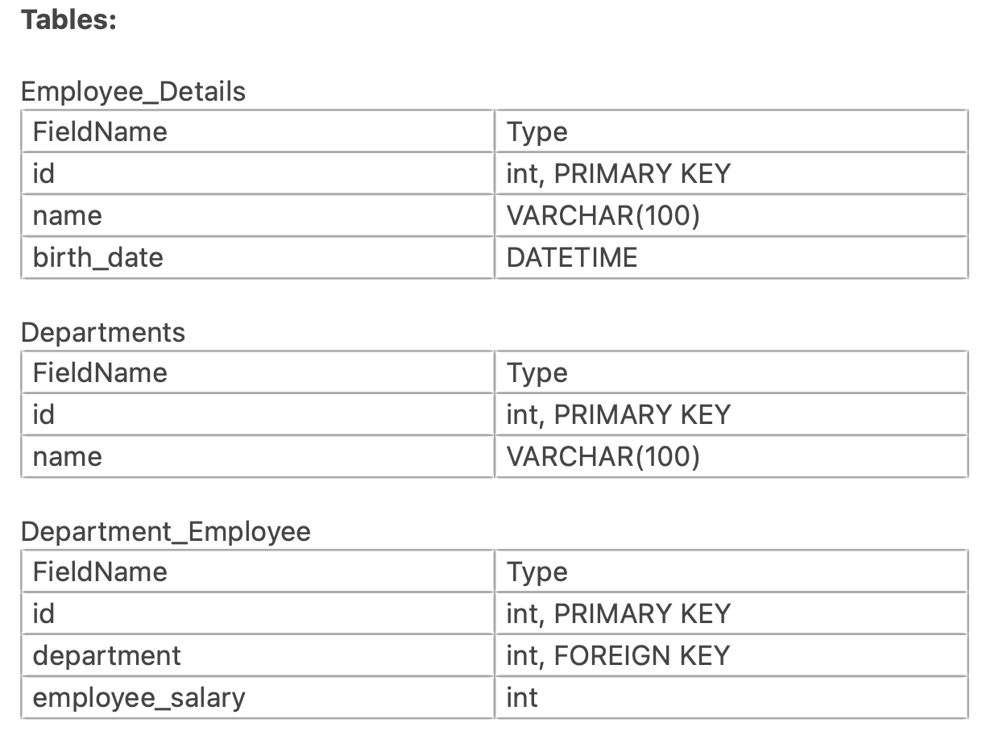 Tables:
Employee_Details
FieldName Type
id int, PRIMARY KEY
name VARCHAR(100)
birth_date DATETIME
Departments
FieldName Type
id int, PRIMARY KEY
name VARCHAR(100)
Department_Employee
FieldName Type
id int, PRIMARY KEY
department int, FOREIGN KEY
employee_salary int